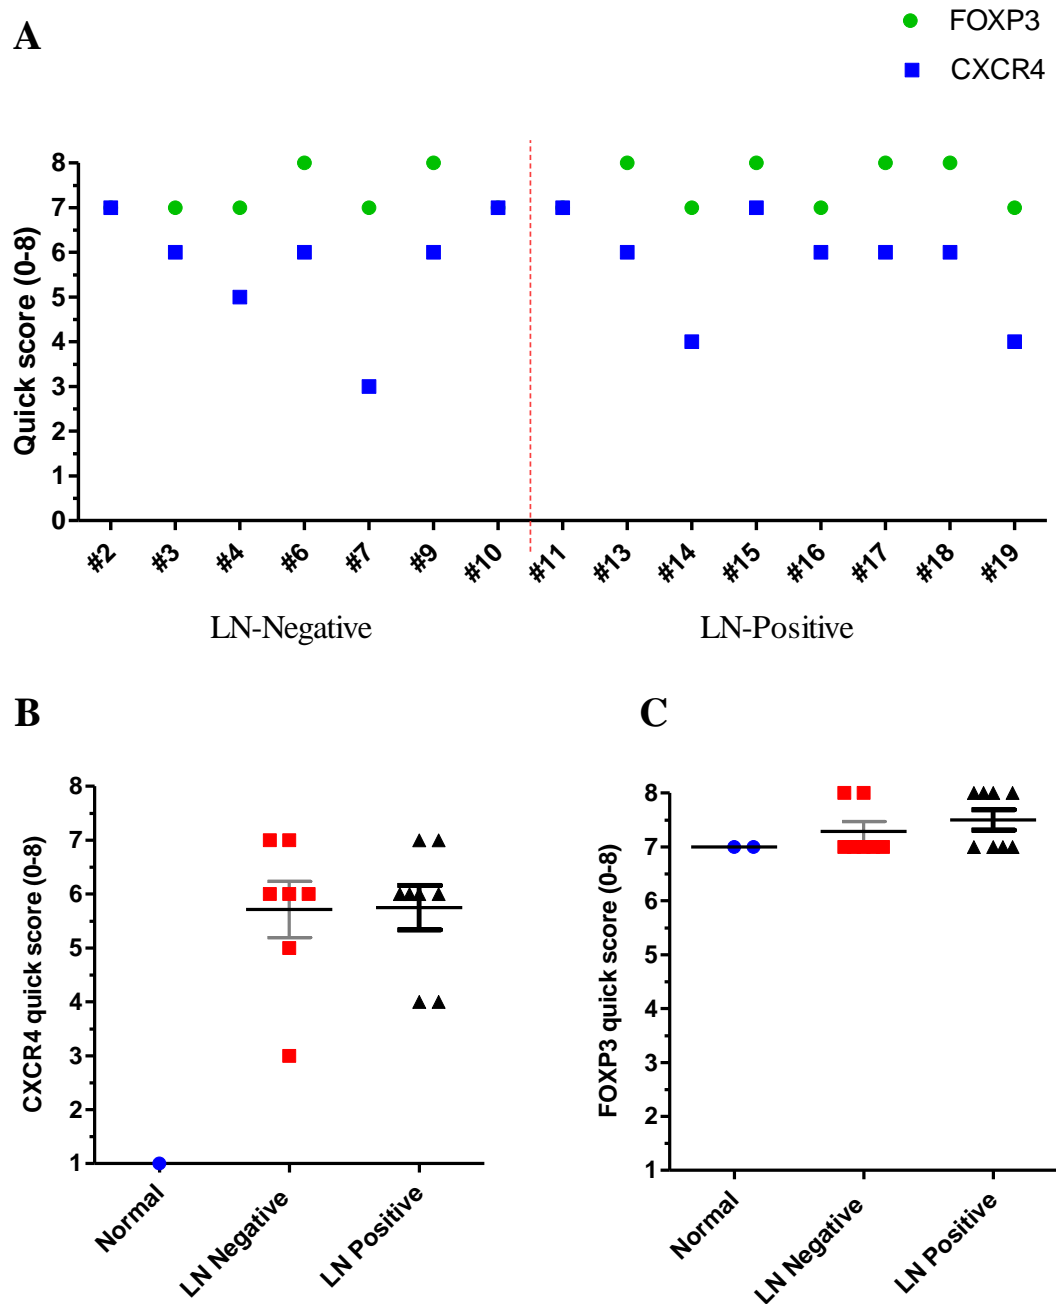 A
FOXP3
CXCR4
Quick score (0-8)
8
7
6
5
4
3
2
1
0
#2 #3 #4 #6 #7 #9 #10 #11 #13 #14 #15 #16 #17 #18 #19
LN-Negative LN-Positive
B
CXCR4 quick score (0-8)
8
7
6
5
4
3
2
1
Normal LN Negative LN Positive
C
FOXP3 quick score (0-8)
8
7
6
5
4
3
2
1
Normal LN Negative LN Positive